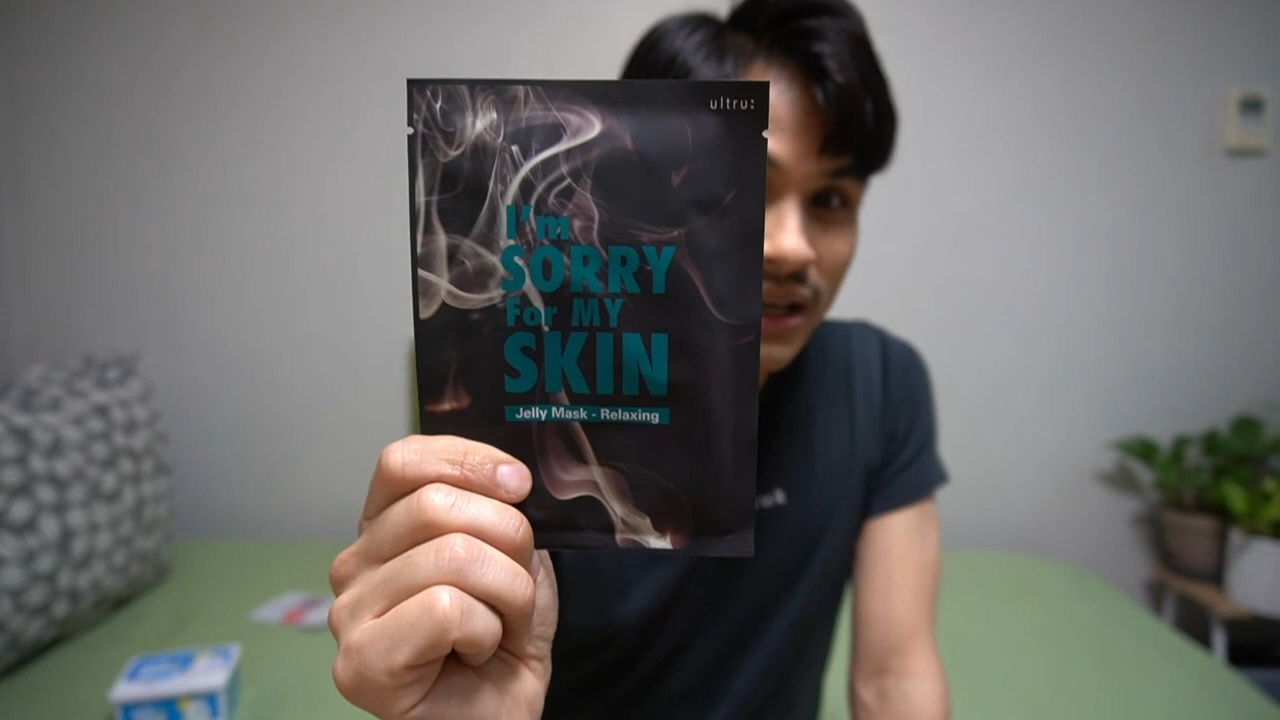 ultru:
I'm
SORRY
For MY
SKIN
Jelly Mask - Relaxing